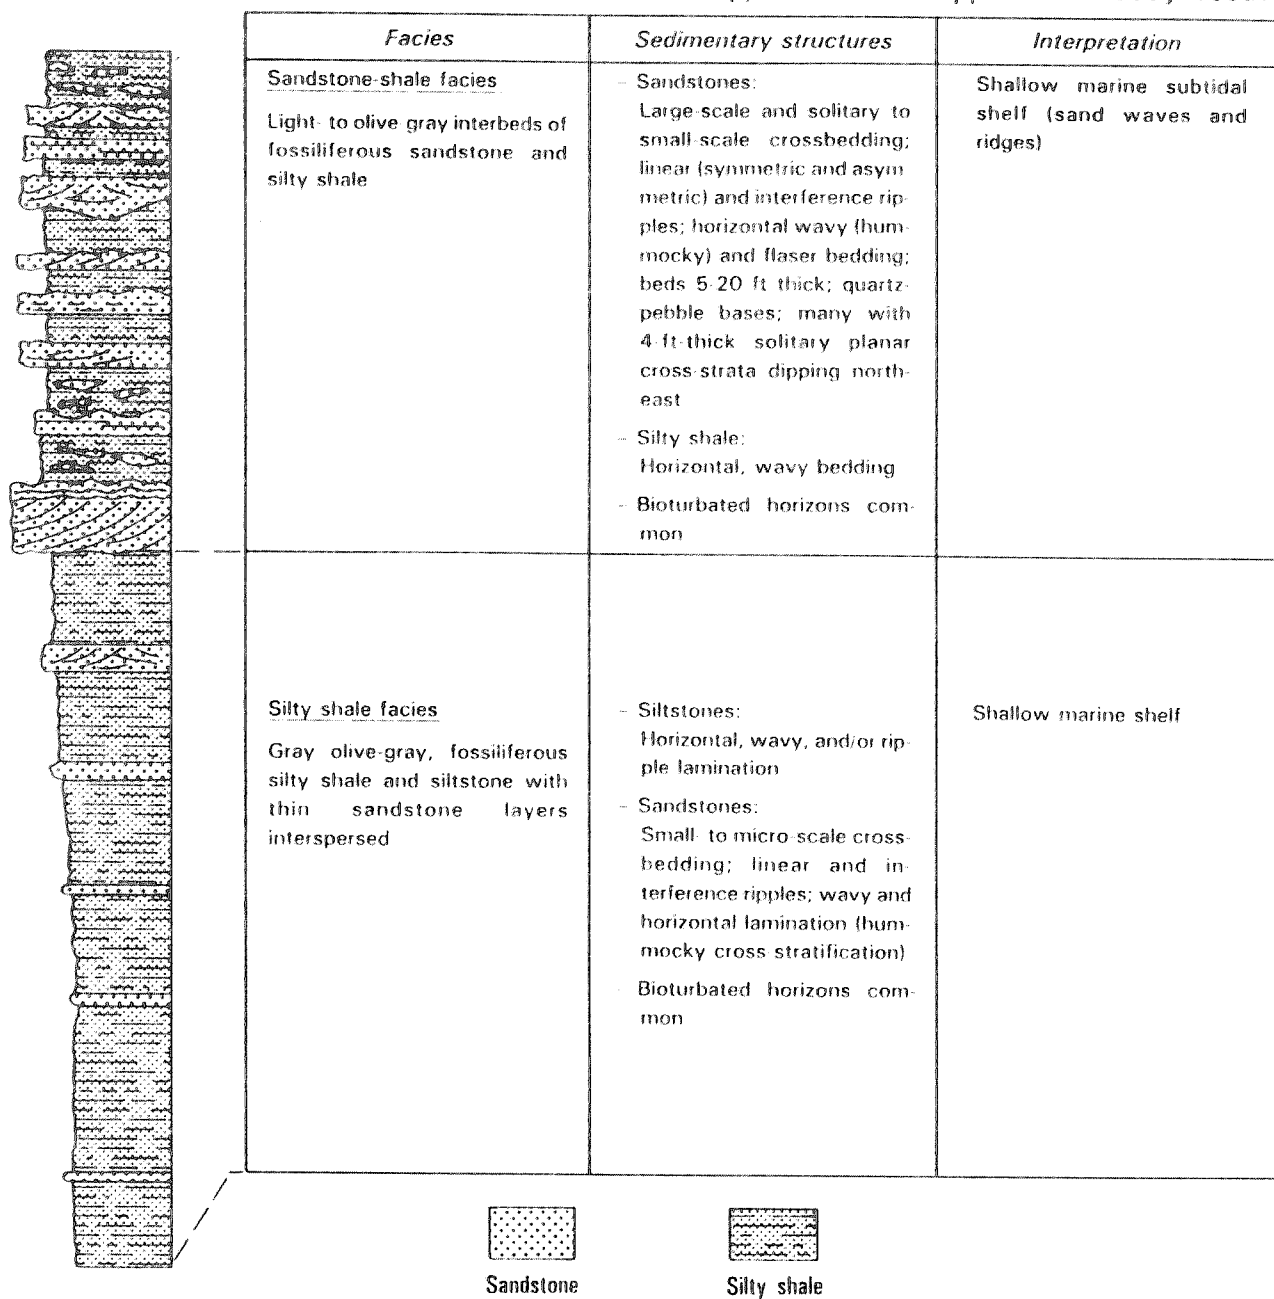 Facies
Sedimentary structures
Interpretation
Sandstone-shale facies
Light- to olive-gray interbeds of
fossiliferous sandstone and
silty shale
- Sandstones:
Large-scale and solitary to
small-scale crossbedding;
linear (symmetric and asym-
metric) and interference rip-
ples; horizontal wavy (hum-
mocky) and flaser bedding;
beds 5-20 ft thick; quartz-
pebble bases; many with
4-ft-thick solitary planar
cross-strata dipping north-
east
- Silty shale:
Horizontal, wavy bedding
- Bioturbated horizons com-
mon
Shallow marine subtidal
shelf (sand waves and
ridges)
Silty shale facies
Gray olive-gray, fossiliferous
silty shale and siltstone with
thin sandstone layers
interspersed
- Siltstones:
Horizontal, wavy, and/or rip-
ple lamination
- Sandstones:
Small- to micro-scale cross-
bedding; linear and in-
terference ripples; wavy and
horizontal lamination (hum-
mocky cross stratification)
- Bioturbated horizons com-
mon
Shallow marine shelf
Sandstone
Silty shale